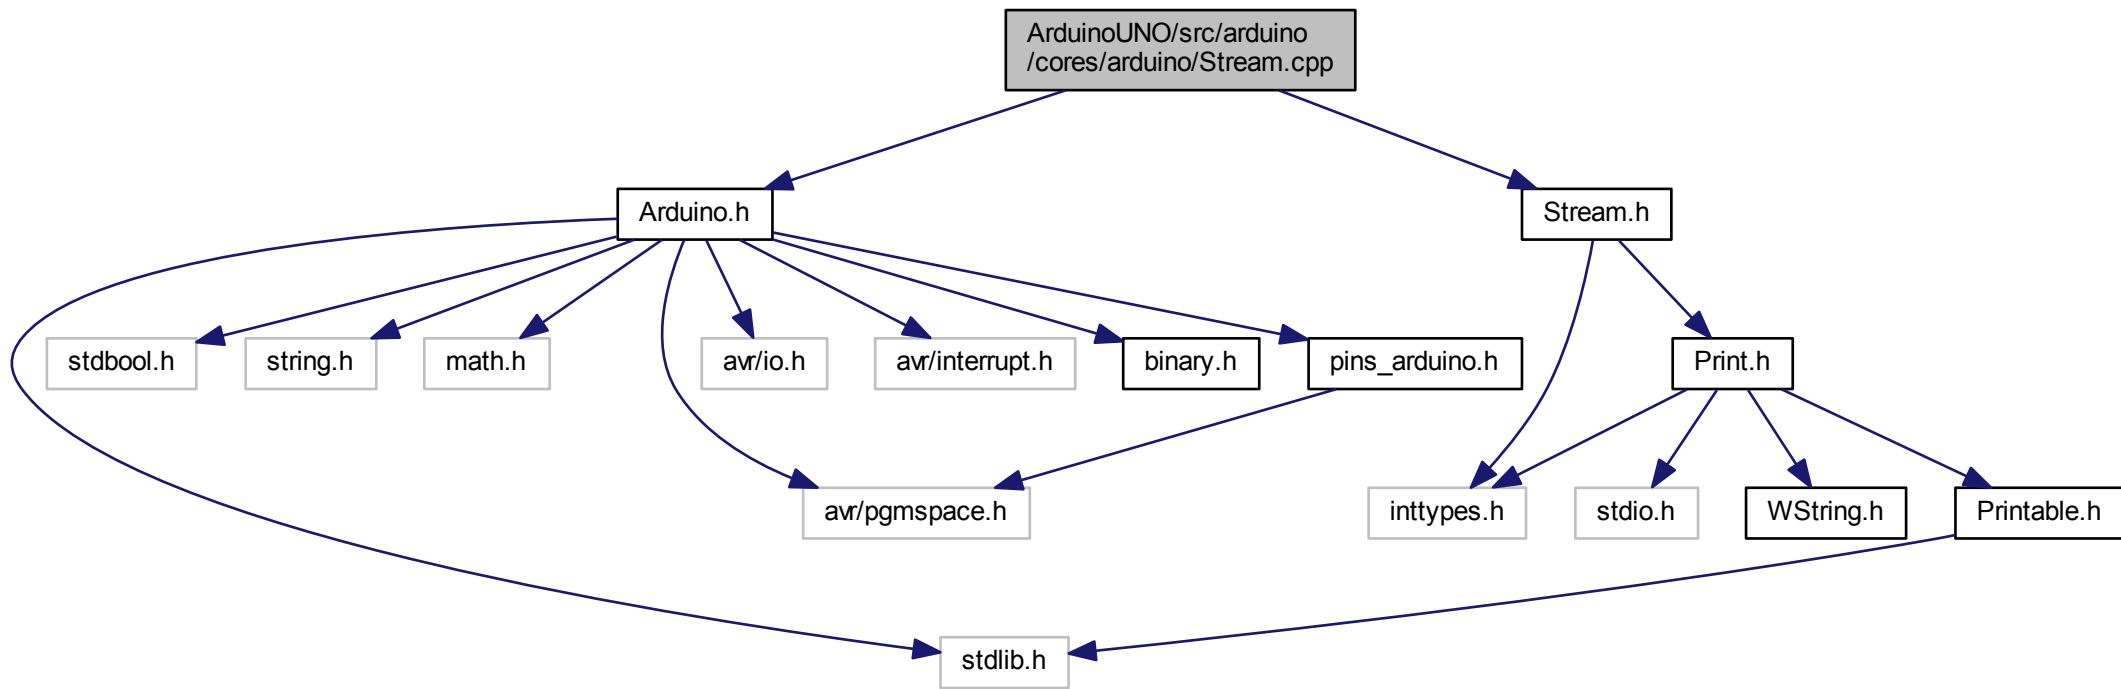 ArduinoUNO/src/arduino
/cores/arduino/Stream.cpp
Arduino.h
Stream.h
stdbool.h
string.h
math.h
avr/io.h
avr/interrupt.h
binary.h
pins_arduino.h
Print.h
avr/pgmspace.h
inttypes.h
stdio.h
WString.h
Printable.h
stdlib.h